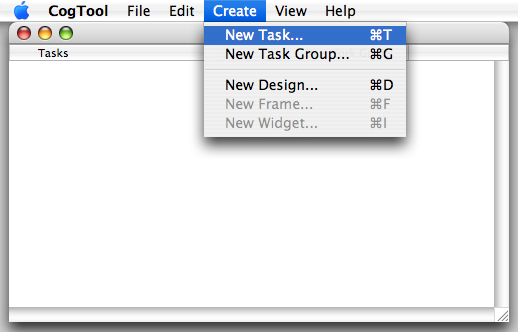 CogTool File Edit Create View Help
Tasks
New Task... ⌘T
New Task Group... ⌘G
New Design... ⌘D
New Frame... ⌘F
New Widget... ⌘I